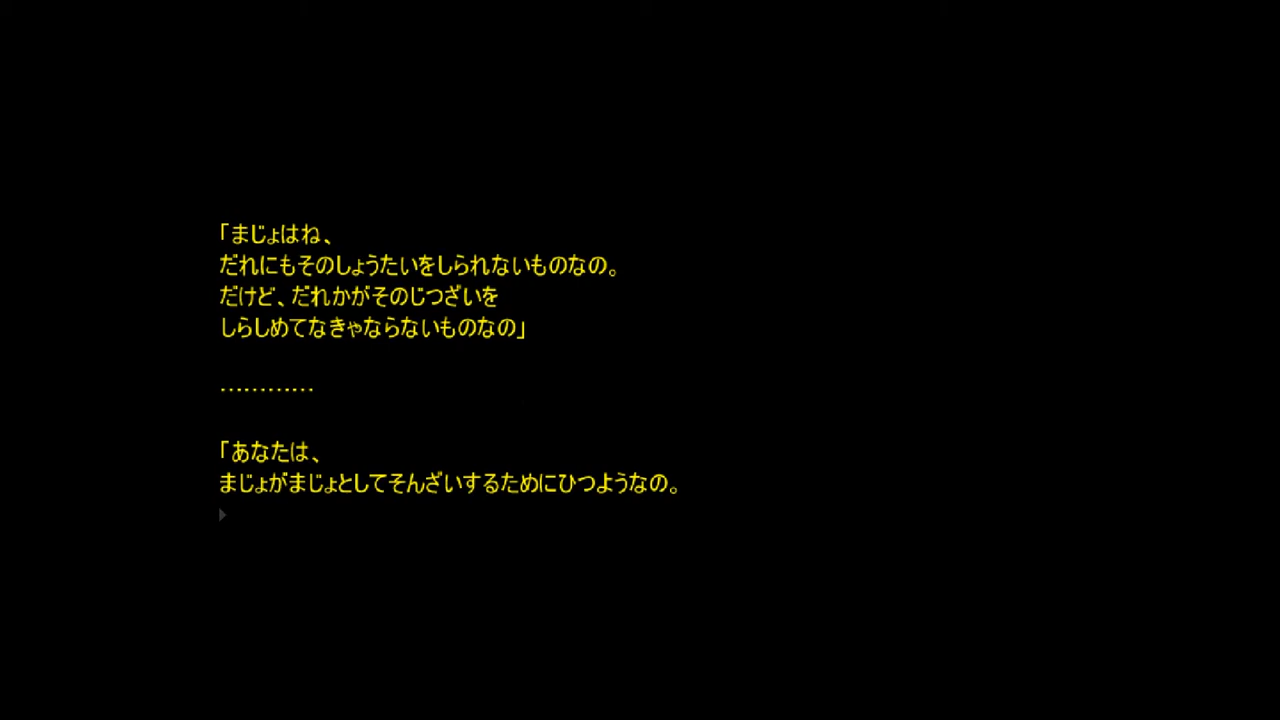 「まじょはね、
だれにもそのしょうたいをしられないものなの。
だけど、だれかがそのじつざいを
しらしめてなきゃならないものなの」
…………
「あなたは、
まじょがまじょとしてそんざいするためにひつようなの。